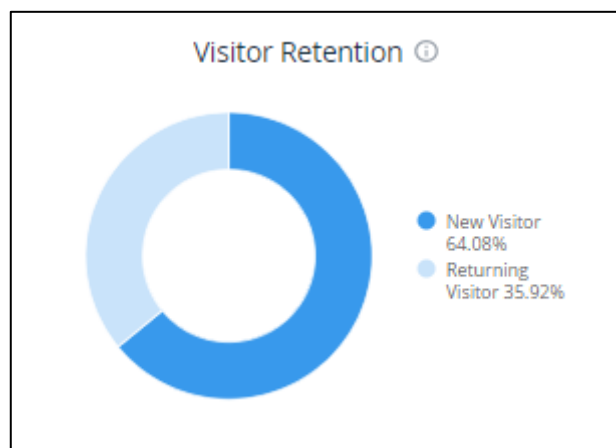 Visitor Retention
New Visitor
64.08%
Returning
Visitor 35.92%